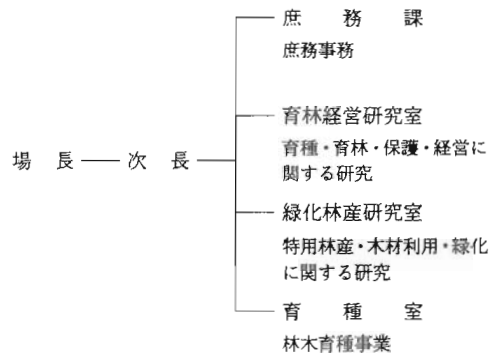 庶務課
庶務事務
育林経営研究室
育種・育林・保護・経営に
関する研究
場長
次長
緑化林産研究室
特用林産・木材利用・緑化
に関する研究
育種室
林木育種事業